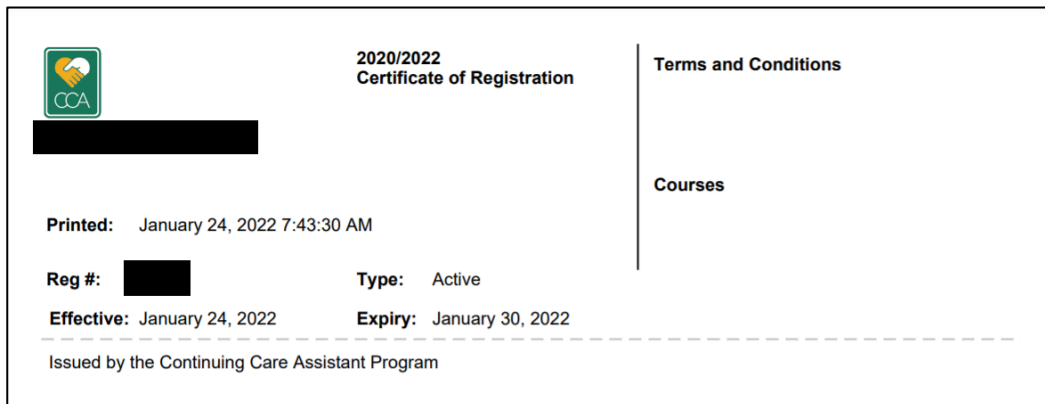 CCA
2020/2022
Certificate of Registration
Printed: January 24, 2022 7:43:30 AM
Reg #: Type: Active
Effective: January 24, 2022 Expiry: January 30, 2022
Terms and Conditions
Courses
Issued by the Continuing Care Assistant Program